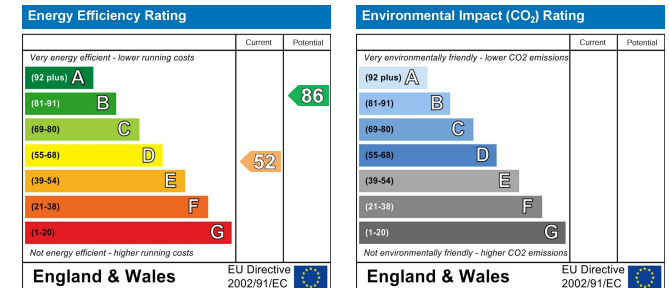 Energy Efficiency Rating
Current Potential
Very energy efficient - lower running costs
(92 plus) A
(81-91) B
(69-80) C
(55-68) D
(39-54) E
(21-38) F
(1-20) G
52
86
Not energy efficient - higher running costs
England & Wales
EU Directive
2002/91/EC
Environmental Impact (CO₂) Rating
Current Potential
Very environmentally friendly - lower CO2 emissions
(92 plus) A
(81-91) B
(69-80) C
(55-68) D
(39-54) E
(21-38) F
(1-20) G
Not environmentally friendly - higher CO2 emissions
England & Wales
EU Directive
2002/91/EC